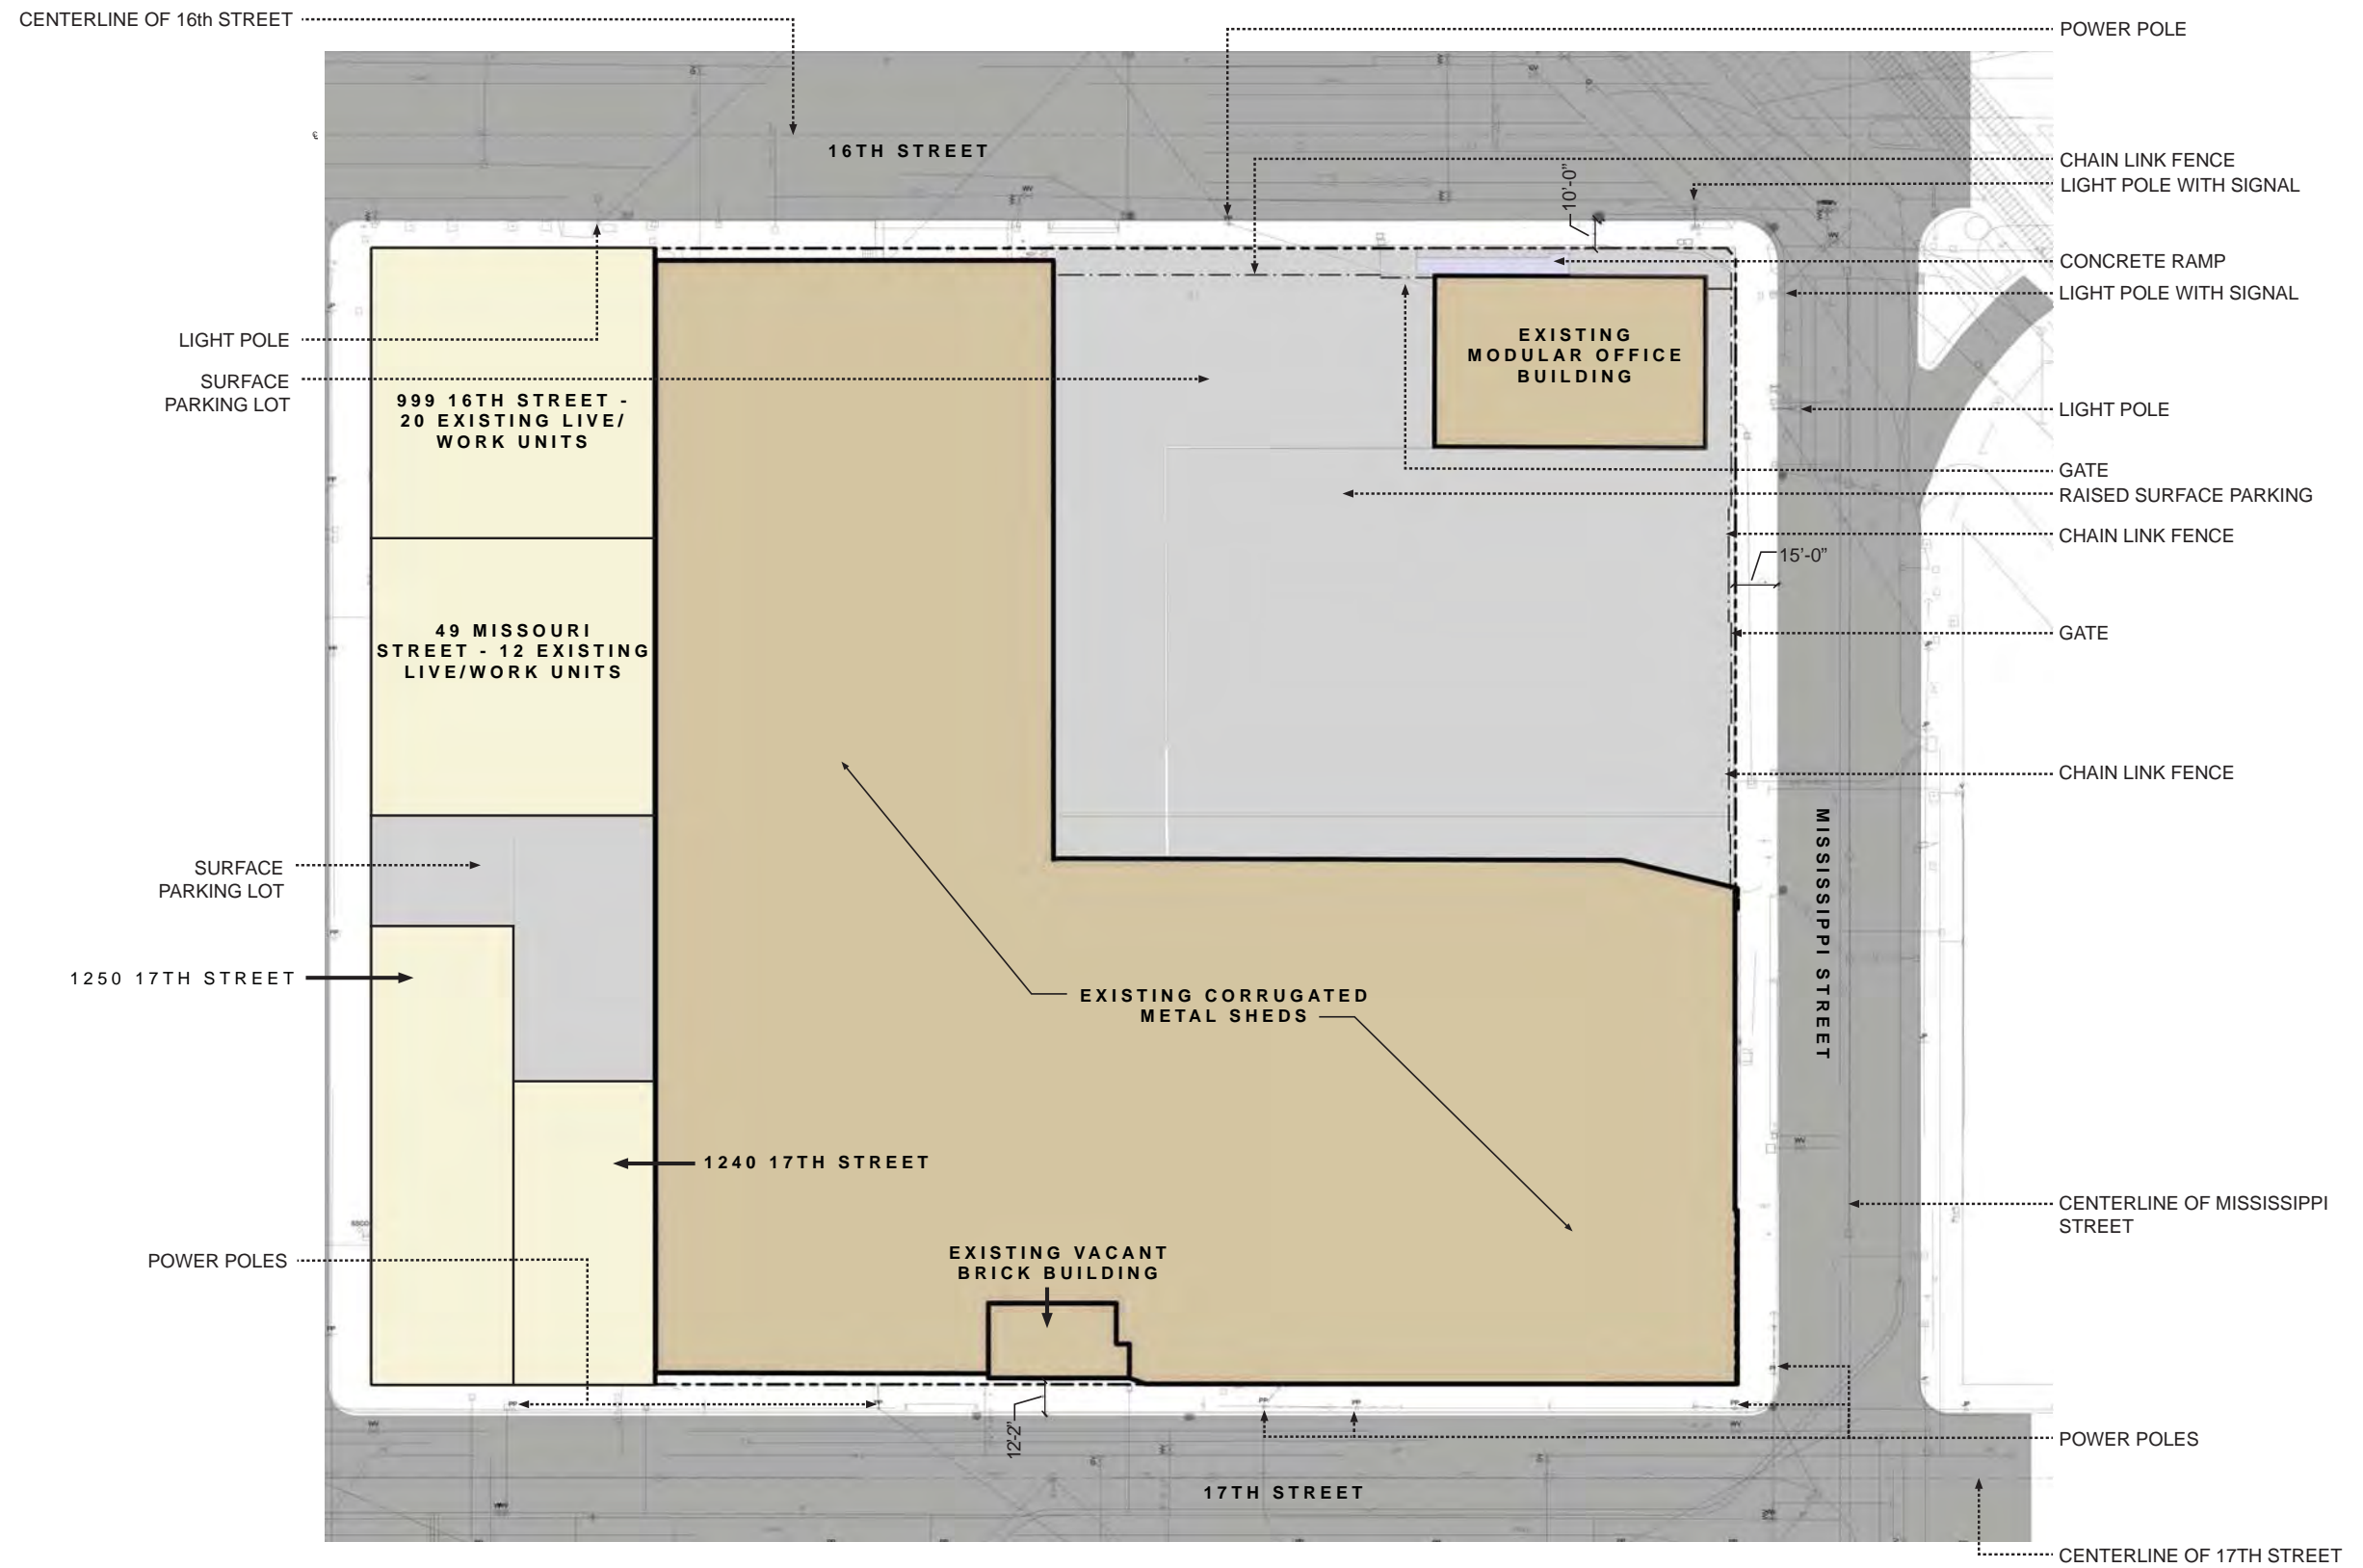 CENTERLINE OF 16th STREET
POWER POLE
16TH STREET
CHAIN LINK FENCE
LIGHT POLE WITH SIGNAL
10'-0"
CONCRETE RAMP
LIGHT POLE WITH SIGNAL
LIGHT POLE
EXISTING
MODULAR OFFICE
BUILDING
SURFACE
PARKING LOT
999 16TH STREET -
20 EXISTING LIVE/
WORK UNITS
LIGHT POLE
GATE
RAISED SURFACE PARKING
CHAIN LINK FENCE
15'-0"
49 MISSOURI
STREET - 12 EXISTING
LIVE/WORK UNITS
GATE
CHAIN LINK FENCE
MISSISSIPPI STREET
SURFACE
PARKING LOT
1250 17TH STREET
EXISTING CORRUGATED
METAL SHEDS
1240 17TH STREET
CENTERLINE OF MISSISSIPPI
STREET
EXISTING VACANT
BRICK BUILDING
POWER POLES
12'-2"
POWER POLES
17TH STREET
CENTERLINE OF 17TH STREET